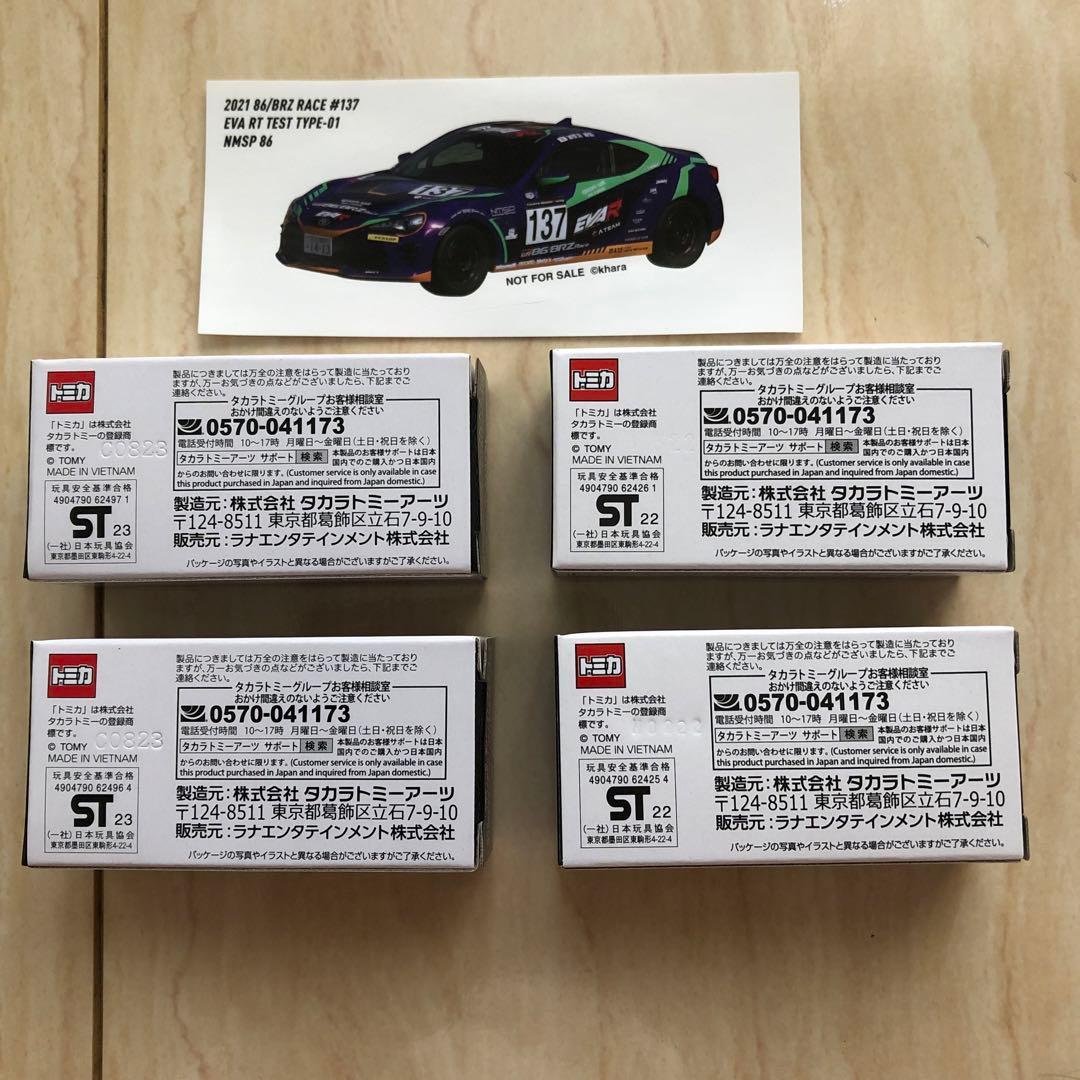 2021 86/BRZ RACE #137
EVA RT TEST TYPE-01
NMSP 86
137
137
EVAR
ATEAM
86/BRZ Race
NOT FOR SALE ©khara
トミカ
「トミカ」は株式会社
タカラトミーの登録商
標です。
© TOMY
C0823
MADE IN VIETNAM
玩具安全基準合格
4904790 62497 1
ST 23
(一社)日本玩具協会
東京都墨田区東駒形4-22-4
製品につきましては万全の注意をはらって製造に当たっており
ますが、万一お気づきの点などがございましたら、下記までご
連絡ください。
タカラトミーグループお客様相談室
おかけ間違えのないようご注意ください
0570-041173
電話受付時間 10〜17時 月曜日〜金曜日(土日・祝日を除く)
タカラトミーアーツ サポート 検索 本製品のお客様サポートは日本
国内でのご購入かつ日本国内
からのお問い合わせに限ります。(Customer service is only available in case
this product purchased in Japan and inquired from Japan domestic.)
製造元:株式会社 タカラトミーアーツ
〒124-8511 東京都葛飾区立石7-9-10
販売元:ラナエンタテインメント株式会社
パッケージの写真やイラストと異なる場合がございますがご了承ください。
トミカ
「トミカ」は株式会社
タカラトミーの登録商
標です。
© TOMY
MADE IN VIETNAM
玩具安全基準合格
4904790 62426 1
ST 22
(一社)日本玩具協会
東京都墨田区東駒形4-22-4
製品につきましては万全の注意をはらって製造に当たっており
ますが、万一お気づきの点などがございましたら、下記までご
連絡ください。
タカラトミーグループお客様相談室
おかけ間違えのないようご注意ください
0570-041173
電話受付時間 10〜17時 月曜日〜金曜日(土日・祝日を除く)
タカラトミーアーツ サポート 検索 本製品のお客様サポートは日本
国内でのご購入かつ日本国内
からのお問い合わせに限ります。(Customer service is only available in case
this product purchased in Japan and inquired from Japan domestic.)
製造元:株式会社 タカラトミーアーツ
〒124-8511 東京都葛飾区立石7-9-10
販売元:ラナエンタテインメント株式会社
パッケージの写真やイラストと異なる場合がございますがご了承ください。
トミカ
「トミカ」は株式会社
タカラトミーの登録商
標です。
© TOMY
C0823
MADE IN VIETNAM
玩具安全基準合格
4904790 62496 4
ST 23
(一社)日本玩具協会
東京都墨田区東駒形4-22-4
製品につきましては万全の注意をはらって製造に当たっており
ますが、万一お気づきの点などがございましたら、下記までご
連絡ください。
タカラトミーグループお客様相談室
おかけ間違えのないようご注意ください
0570-041173
電話受付時間 10〜17時 月曜日〜金曜日(土日・祝日を除く)
タカラトミーアーツ サポート 検索 本製品のお客様サポートは日本
国内でのご購入かつ日本国内
からのお問い合わせに限ります。(Customer service is only available in case
this product purchased in Japan and inquired from Japan domestic.)
製造元:株式会社 タカラトミーアーツ
〒124-8511 東京都葛飾区立石7-9-10
販売元:ラナエンタテインメント株式会社
パッケージの写真やイラストと異なる場合がございますがご了承ください。
トミカ
「トミカ」は株式会社
タカラトミーの登録商
標です。
© TOMY
MADE IN VIETNAM
玩具安全基準合格
4904790 62425 4
ST 22
(一社)日本玩具協会
東京都墨田区東駒形4-22-4
製品につきましては万全の注意をはらって製造に当たっており
ますが、万一お気づきの点などがございましたら、下記までご
連絡ください。
タカラトミーグループお客様相談室
おかけ間違えのないようご注意ください
0570-041173
電話受付時間 10〜17時 月曜日〜金曜日(土日・祝日を除く)
タカラトミーアーツ サポート 検索 本製品のお客様サポートは日本
国内でのご購入かつ日本国内
からのお問い合わせに限ります。(Customer service is only available in case
this product purchased in Japan and inquired from Japan domestic.)
製造元:株式会社 タカラトミーアーツ
〒124-8511 東京都葛飾区立石7-9-10
販売元:ラナエンタテインメント株式会社
パッケージの写真やイラストと異なる場合がございますがご了承ください。